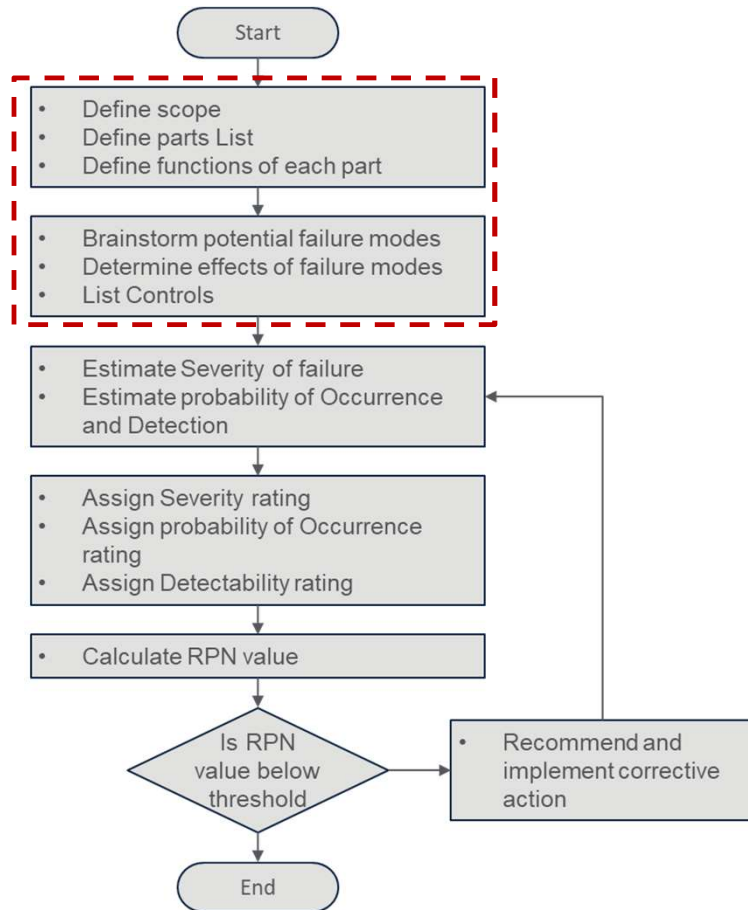 Start
• Define scope
• Define parts List
• Define functions of each part
• Brainstorm potential failure modes
• Determine effects of failure modes
• List Controls
• Estimate Severity of failure
• Estimate probability of Occurrence
and Detection
• Assign Severity rating
• Assign probability of Occurrence
rating
• Assign Detectability rating
• Calculate RPN value
Is RPN
value below
threshold
• Recommend and
implement corrective
action
End